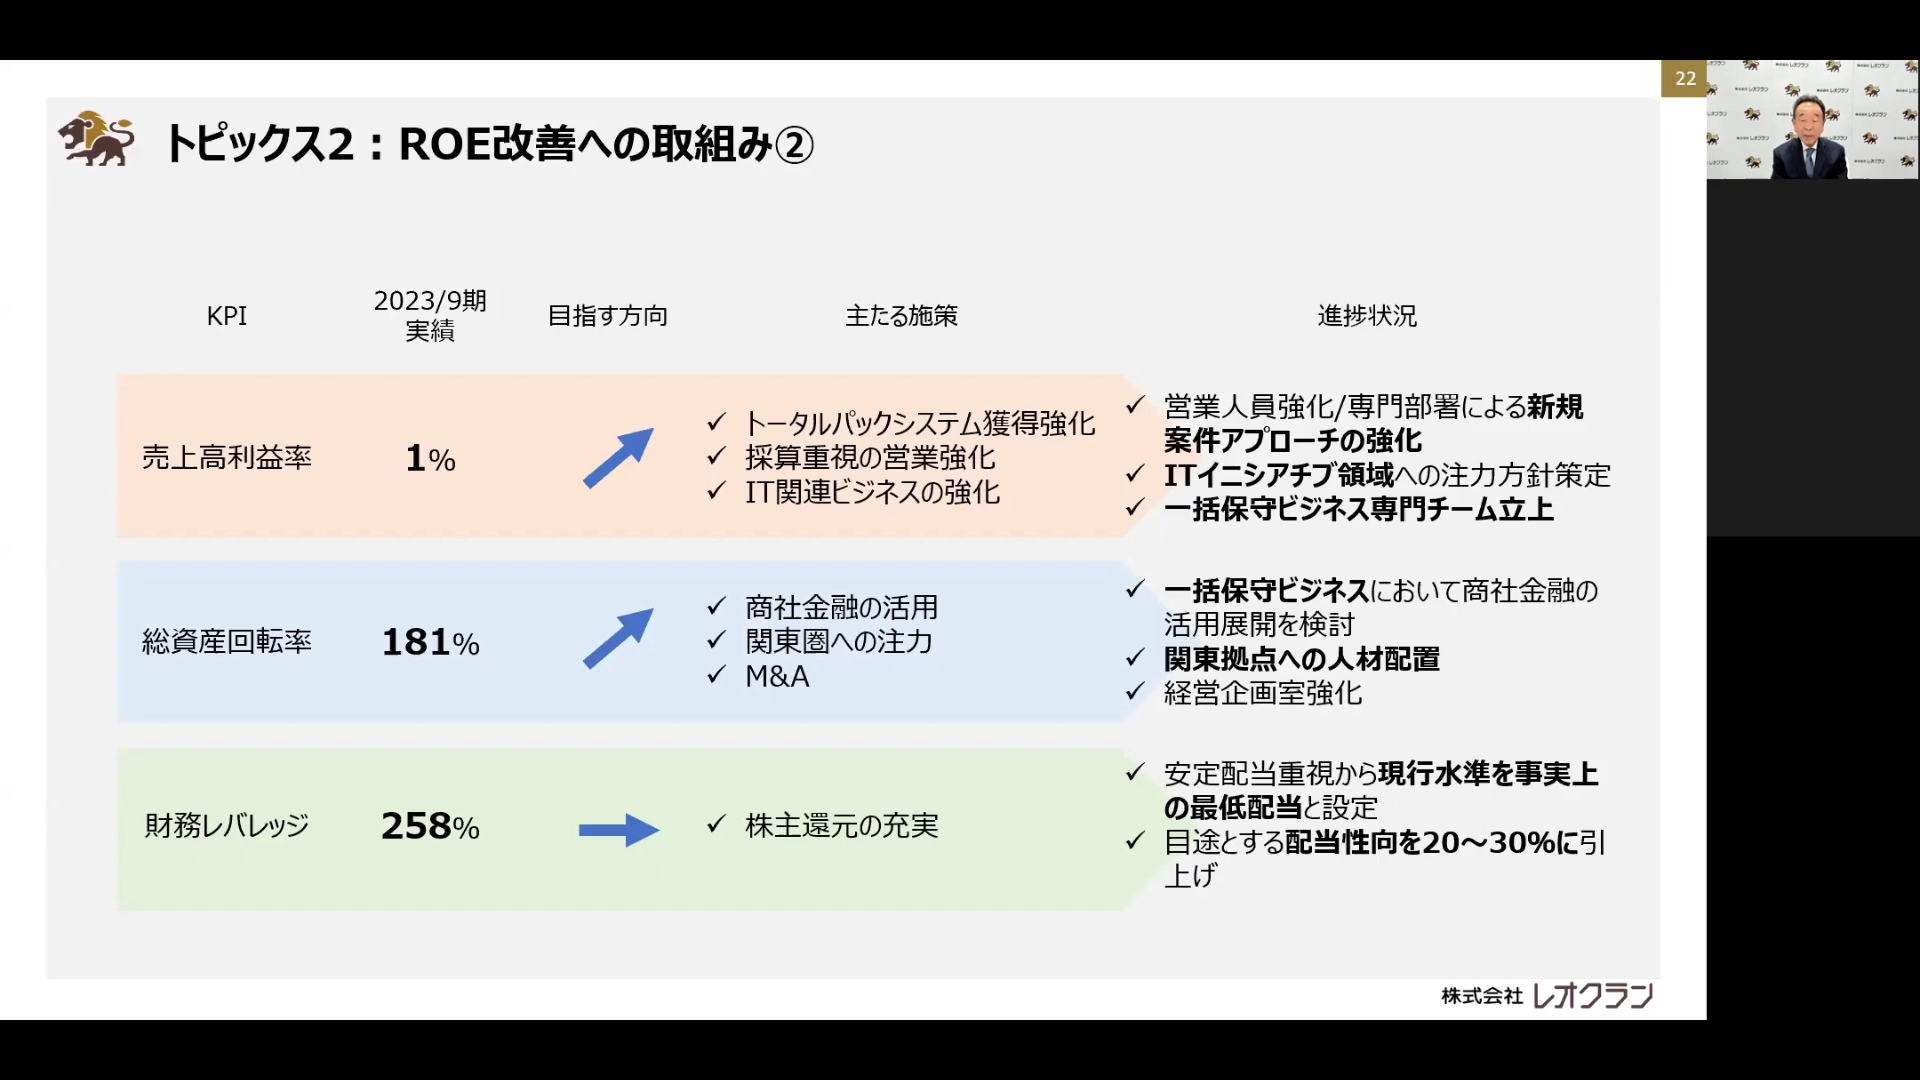 22
トピックス2：ROE改善への取組み②
KPI
2023/9期
実績
目指す方向
主たる施策
進捗状況
売上高利益率
1%
✓ トータルパックシステム獲得強化
✓ 採算重視の営業強化
✓ IT関連ビジネスの強化
✓ 営業人員強化/専門部署による新規
案件アプローチの強化
✓ ITイニシアチブ領域への注力方針策定
✓ 一括保守ビジネス専門チーム立上
総資産回転率
181%
✓ 商社金融の活用
✓ 関東圏への注力
✓ M&A
✓ 一括保守ビジネスにおいて商社金融の
活用展開を検討
✓ 関東拠点への人材配置
✓ 経営企画室強化
財務レバレッジ
258%
✓ 株主還元の充実
✓ 安定配当重視から現行水準を事実上
の最低配当と設定
✓ 目途とする配当性向を20～30%に引
上げ
株式会社 レオクラン